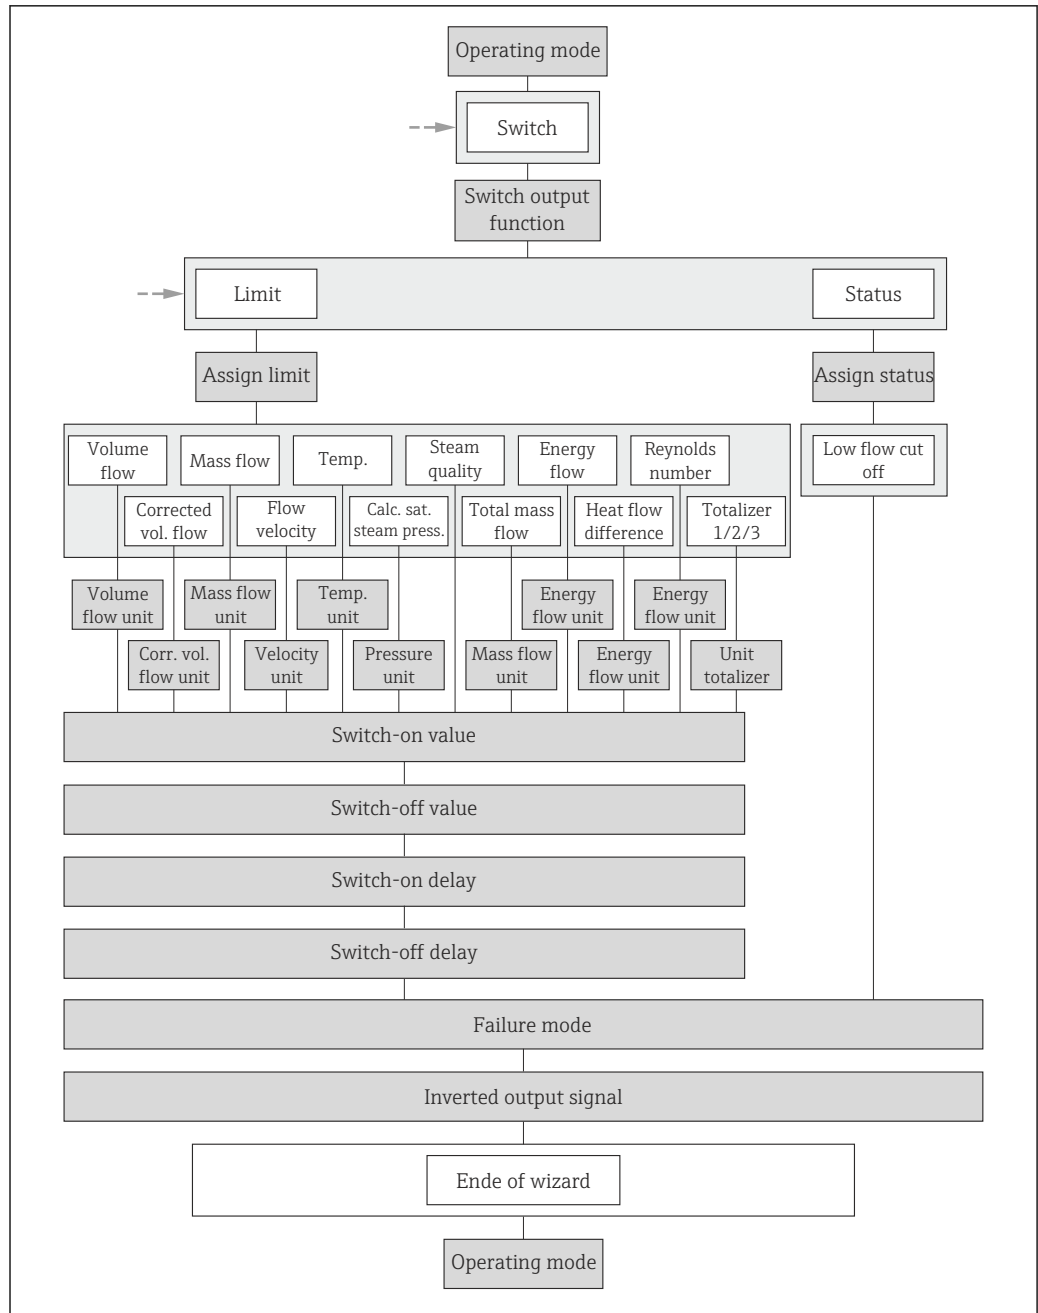 Operating mode
Switch
Switch output
function
Limit
Status
Assign limit
Assign status
Volume
flow
Mass flow
Temp.
Steam
quality
Energy
flow
Reynolds
number
Low flow cut
off
Corrected
vol. flow
Flow
velocity
Calc. sat.
steam press.
Total mass
flow
Heat flow
difference
Totalizer
1/2/3
Volume
flow unit
Mass flow
unit
Temp.
unit
Energy
flow unit
Energy
flow unit
Corr. vol.
flow unit
Velocity
unit
Pressure
unit
Mass flow
unit
Energy
flow unit
Unit
totalizer
Switch-on value
Switch-off value
Switch-on delay
Switch-off delay
Failure mode
Inverted output signal
Ende of wizard
Operating mode